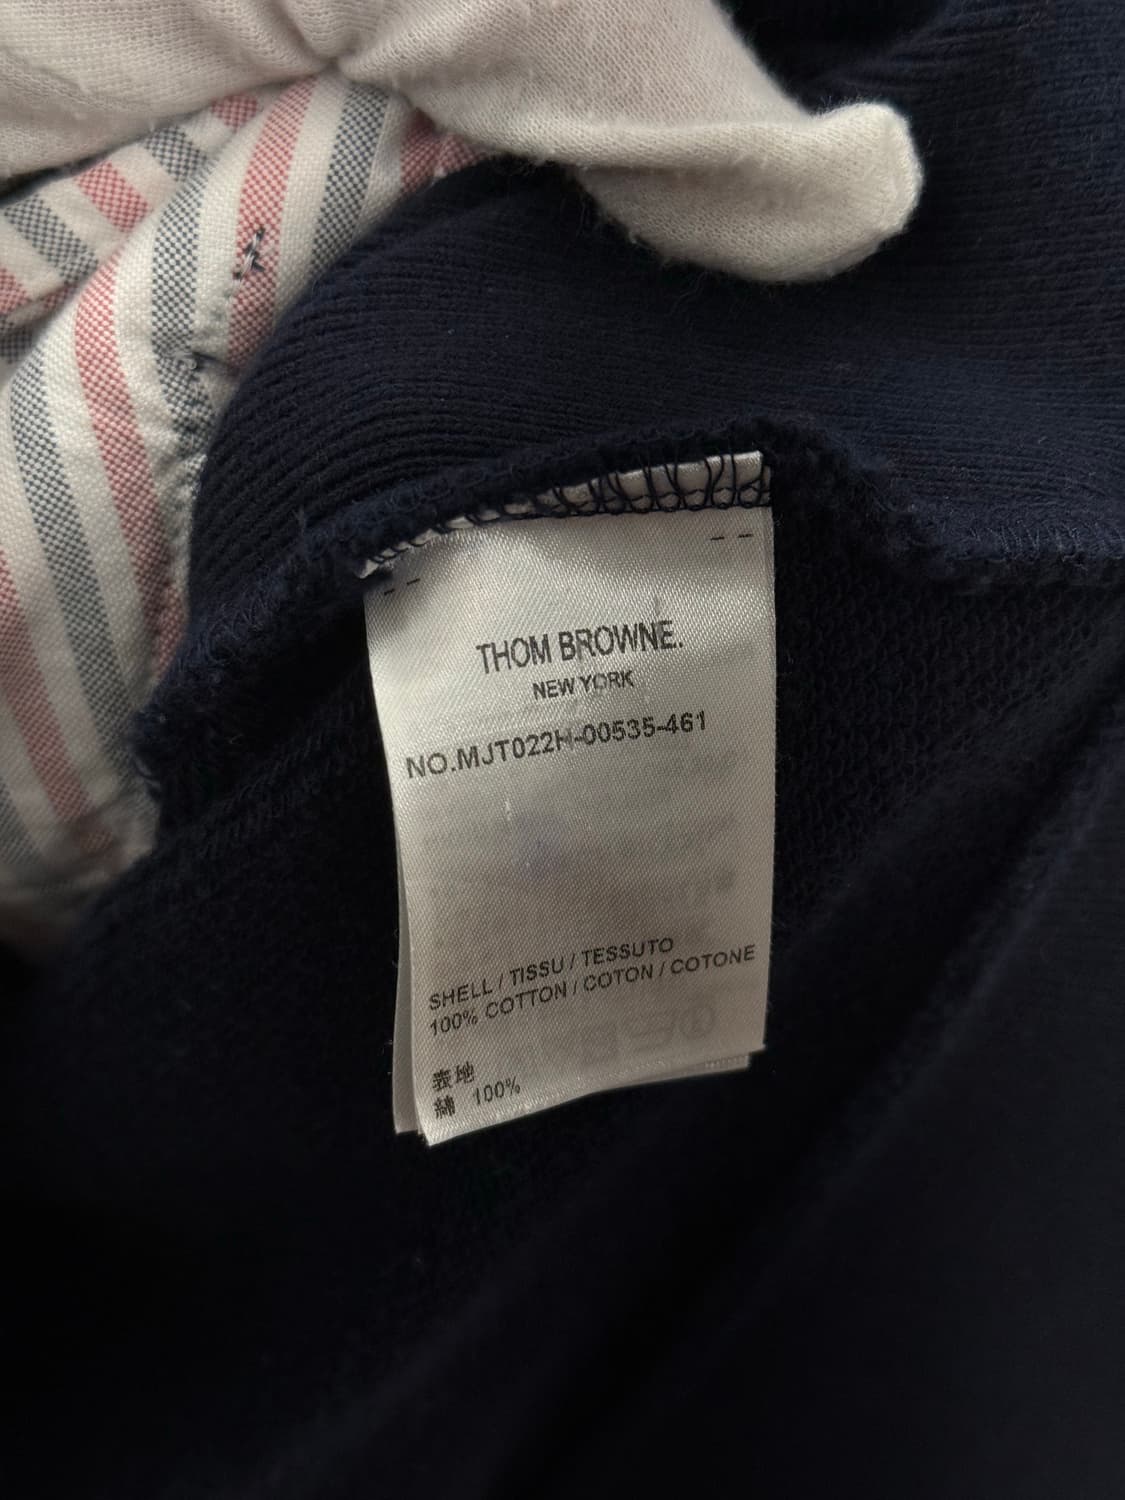 THOM BROWNE.
NEW YORK
NO.MJT022H-00535-461
SHELL / TISSU / TESSUTO
100% COTTON / COTON / COTONE
表地
綿 100%